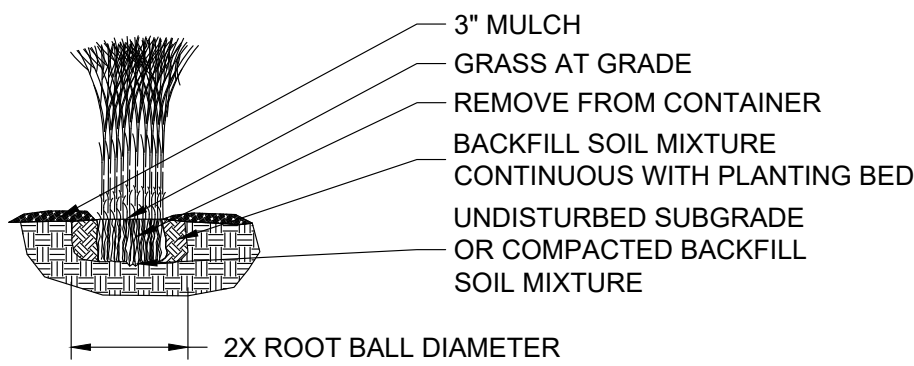 3" MULCH
GRASS AT GRADE
REMOVE FROM CONTAINER
BACKFILL SOIL MIXTURE
CONTINUOUS WITH PLANTING BED
UNDISTURBED SUBGRADE
OR COMPACTED BACKFILL
SOIL MIXTURE
2X ROOT BALL DIAMETER